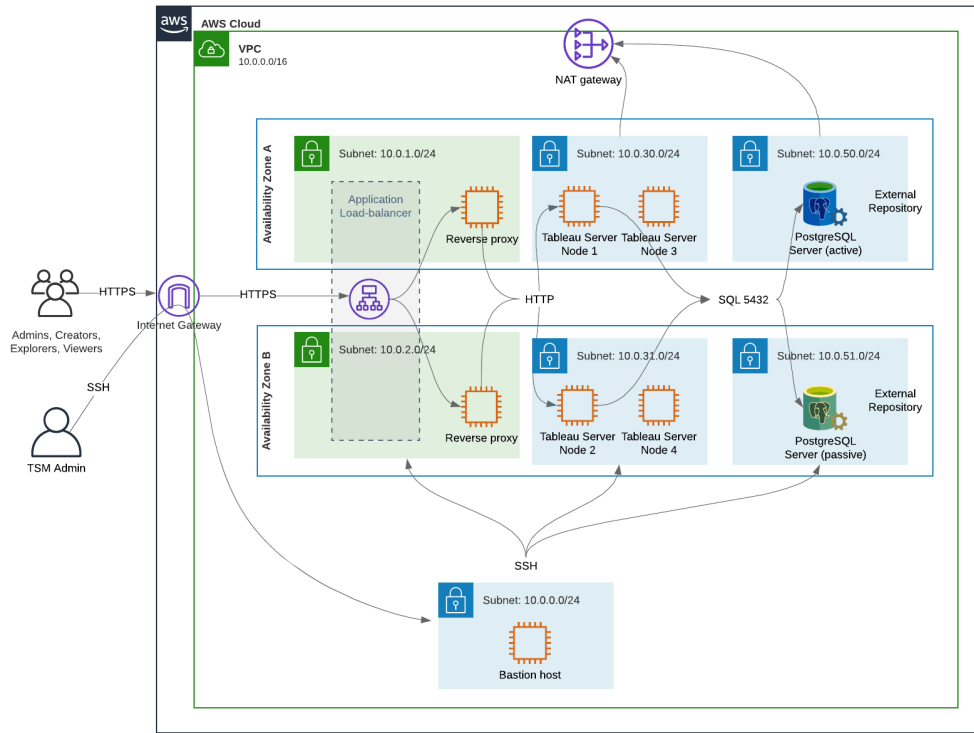 aws
AWS Cloud
VPC
10.0.0.0/16
NAT gateway
Availability Zone A
Subnet: 10.0.1.0/24
Application
Load-balancer
Reverse proxy
Subnet: 10.0.30.0/24
Tableau Server
Node 1
Tableau Server
Node 3
Subnet: 10.0.50.0/24
External
Repository
PostgreSQL
Server (active)
HTTPS
Admins, Creators,
Explorers, Viewers
Internet Gateway
HTTPS
HTTP
SQL 5432
SSH
TSM Admin
Availability Zone B
Subnet: 10.0.2.0/24
Reverse proxy
Subnet: 10.0.31.0/24
Tableau Server
Node 2
Tableau Server
Node 4
Subnet: 10.0.51.0/24
External
Repository
PostgreSQL
Server (passive)
SSH
Subnet: 10.0.0.0/24
Bastion host